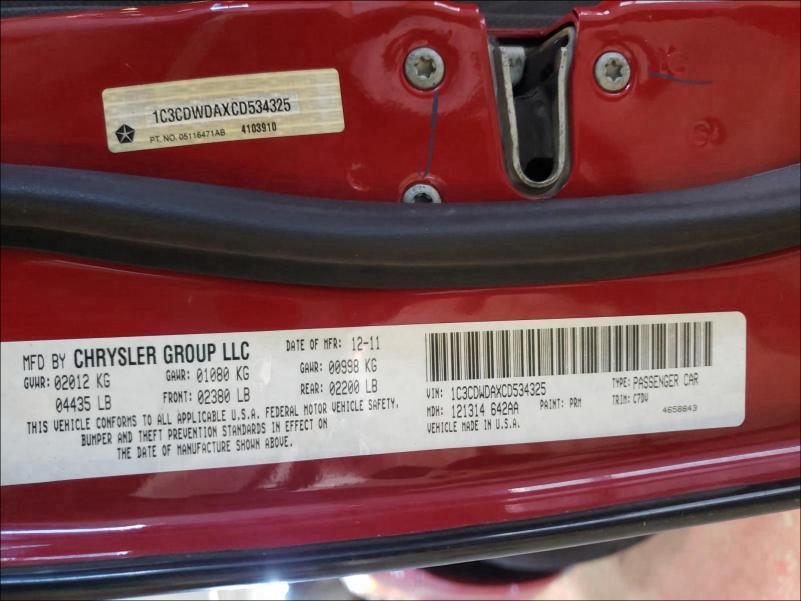 1C3CDWDAXCD534325
PT. NO. 05116471AB 4103910
MFD BY CHRYSLER GROUP LLC
DATE OF MFR: 12-11
GVWR: 02012 KG
GAWR: 01080 KG
GAWR: 00998 KG
04435 LB
FRONT: 02380 LB
REAR: 02200 LB
THIS VEHICLE CONFORMS TO ALL APPLICABLE U.S.A. FEDERAL MOTOR VEHICLE SAFETY,
BUMPER AND THEFT PREVENTION STANDARDS IN EFFECT ON
THE DATE OF MANUFACTURE SHOWN ABOVE.
VIN: 1C3CDWDAXCD534325
TYPE: PASSENGER CAR
MDH: 121314 642AA
PAINT: PRM
TRIM: C7DV
VEHICLE MADE IN U.S.A.
4658643